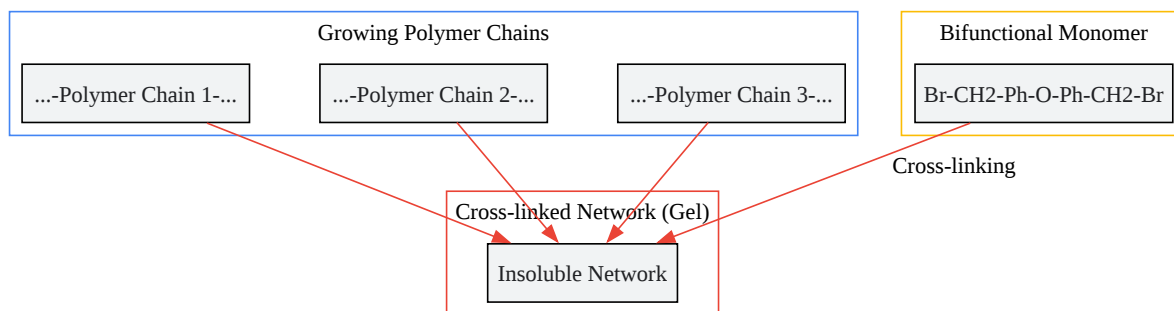 Growing Polymer Chains
Bifunctional Monomer
...-Polymer Chain 1-...
...-Polymer Chain 2-...
...-Polymer Chain 3-...
Br-CH2-Ph-O-Ph-CH2-Br
Cross-linking
Cross-linked Network (Gel)
Insoluble Network